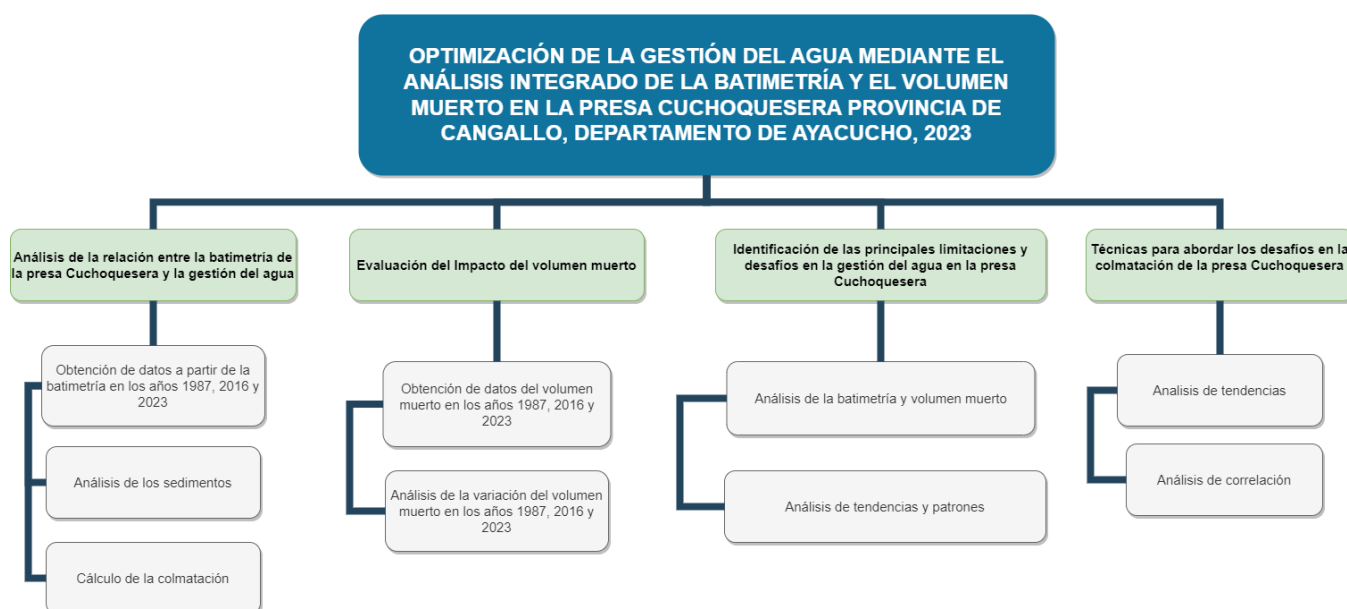 OPTIMIZACIÓN DE LA GESTIÓN DEL AGUA MEDIANTE EL
ANÁLISIS INTEGRADO DE LA BATIMETRÍA Y EL VOLUMEN
MUERTO EN LA PRESA CUCHOQUESERA PROVINCIA DE
CANGALLO, DEPARTAMENTO DE AYACUCHO, 2023
Análisis de la relación entre la batimetría de
la presa Cuchoquesera y la gestión del agua
Obtención de datos a partir de la
batimetría en los años 1987, 2016 y
2023
Análisis de los sedimentos
Cálculo de la colmatación
Evaluación del Impacto del volumen muerto
Obtención de datos del volumen
muerto en los años 1987, 2016 y
2023
Análisis de la variación del volumen
muerto en los años 1987, 2016 y
2023
Identificación de las principales limitaciones y
desafíos en la gestión del agua en la presa
Cuchoquesera
Análisis de la batimetría y volumen muerto
Análisis de tendencias y patrones
Técnicas para abordar los desafíos en la
colmatación de la presa Cuchoquesera
Analisis de tendencias
Análisis de correlación